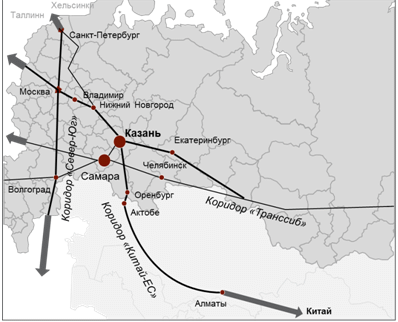 Хельсинки
Таллинн
Санкт-Петербург
Москва
Владимир
Нижний Новгород
Казань
Екатеринбург
Челябинск
Самара
Волгоград
Коридор «Север-Юг»
Оренбург
Актобе
Коридор «Транссиб»
Коридор «Китай-ЕС»
Алматы
Китай